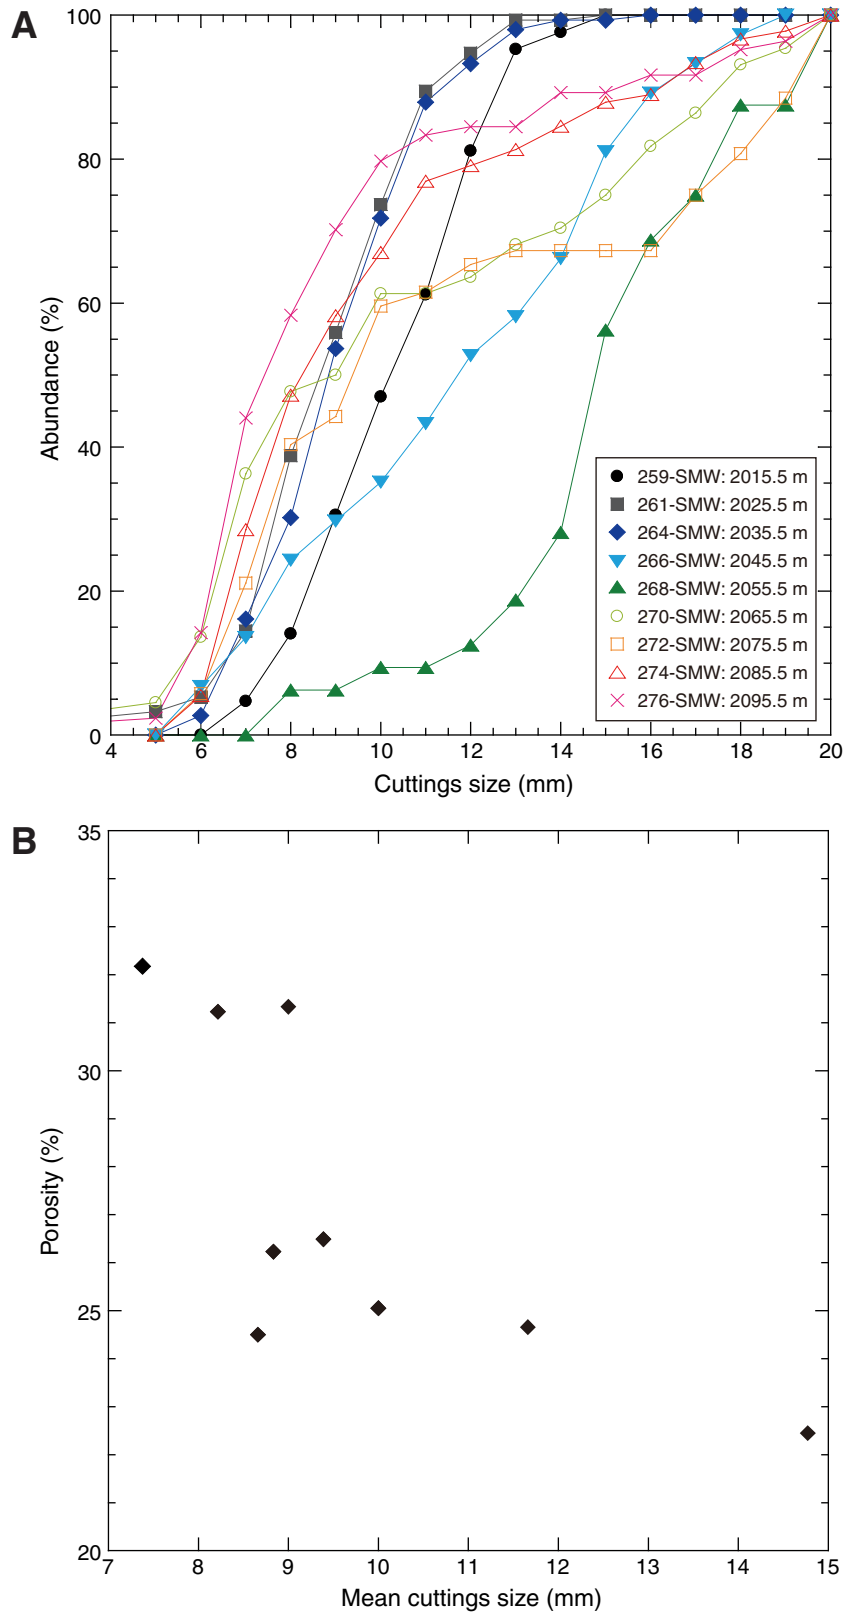 A
100
80
60
40
20
0
Abundance (%)
259-SMW: 2015.5 m
261-SMW: 2025.5 m
264-SMW: 2035.5 m
266-SMW: 2045.5 m
268-SMW: 2055.5 m
270-SMW: 2065.5 m
272-SMW: 2075.5 m
274-SMW: 2085.5 m
276-SMW: 2095.5 m
4 6 8 10 12 14 16 18 20
Cuttings size (mm)
B
35
30
25
20
Porosity (%)
7 8 9 10 11 12 13 14 15
Mean cuttings size (mm)